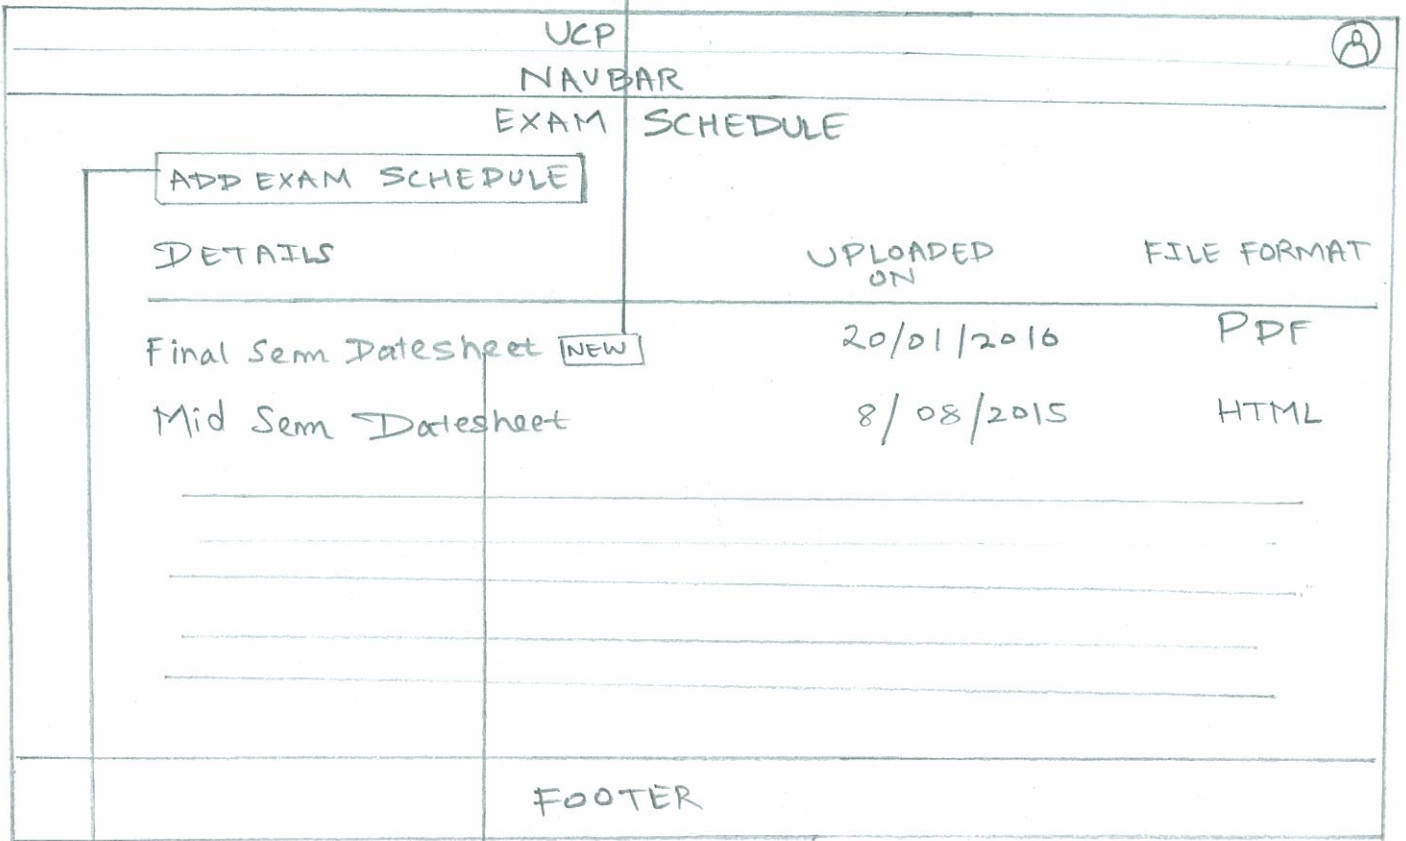 UCP
NAVBAR
EXAM SCHEDULE
ADD EXAM SCHEDULE
DETAILS UPLOADED ON FILE FORMAT
Final Sem Datesheet NEW 20/01/2016 PDF
Mid Sem Datesheet 8/08/2015 HTML
FOOTER